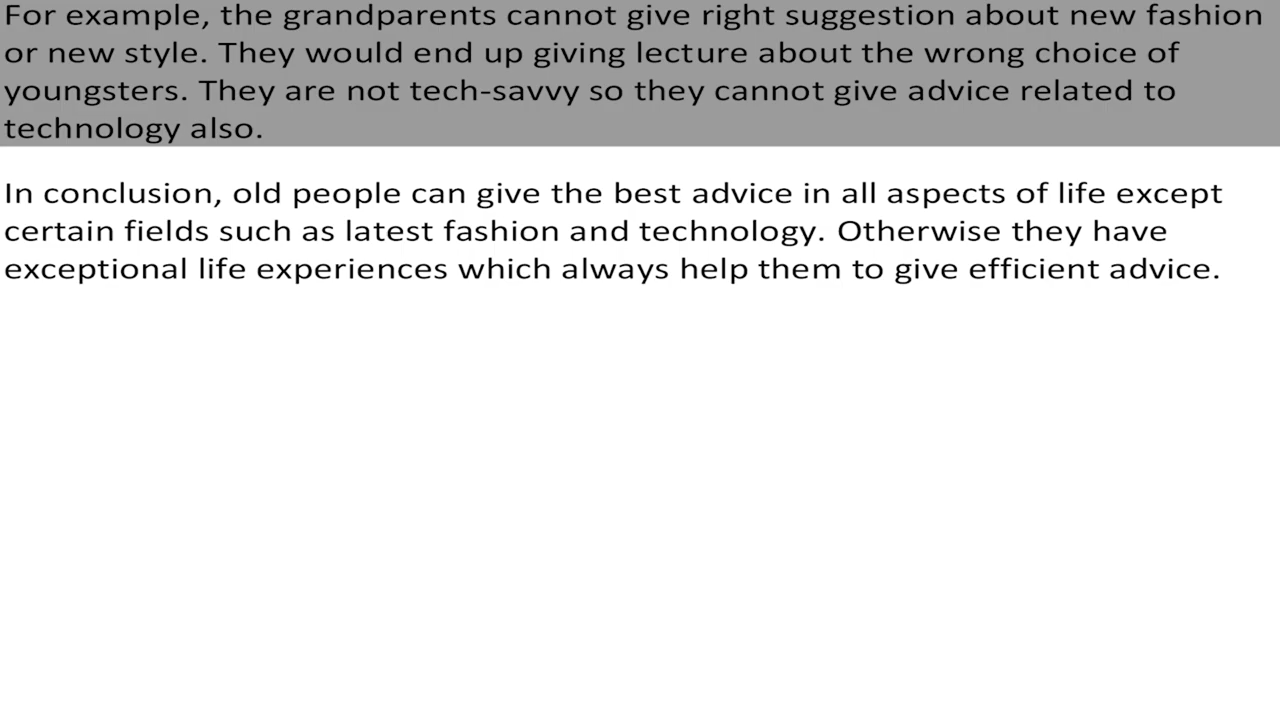 For example, the grandparents cannot give right suggestion about new fashion
or new style. They would end up giving lecture about the wrong choice of
youngsters. They are not tech-savvy so they cannot give advice related to
technology also.
In conclusion, old people can give the best advice in all aspects of life except
certain fields such as latest fashion and technology. Otherwise they have
exceptional life experiences which always help them to give efficient advice.